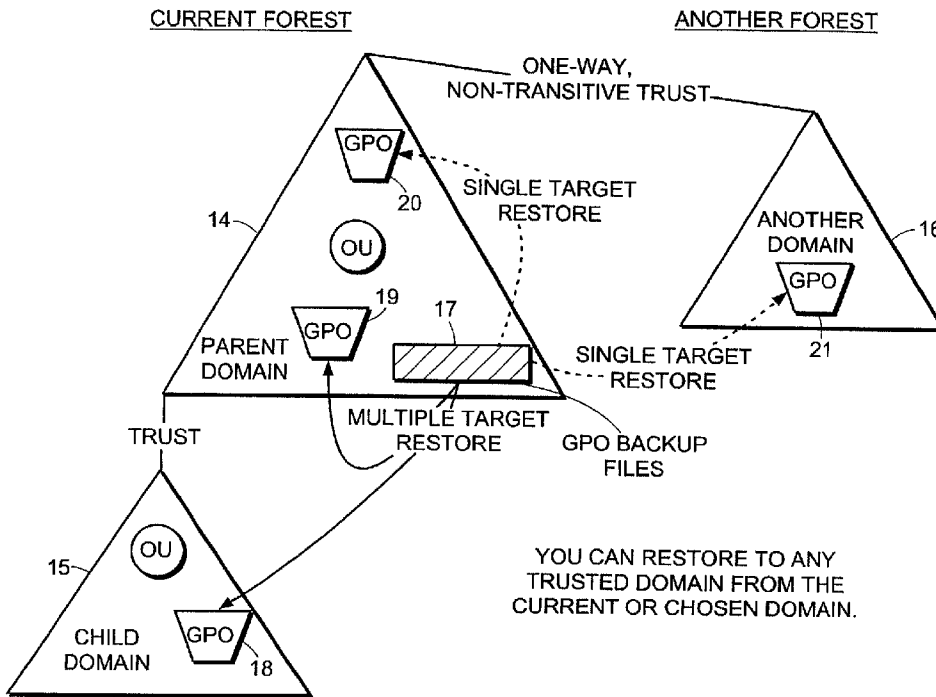 CURRENT FOREST
ANOTHER FOREST
ONE-WAY,
NON-TRANSITIVE TRUST
GPO
20
SINGLE TARGET
RESTORE
14
OU
ANOTHER
DOMAIN
16
GPO
21
19
GPO
17
PARENT
DOMAIN
SINGLE TARGET
RESTORE
MULTIPLE TARGET
RESTORE
GPO BACKUP
FILES
TRUST
OU
15
CHILD
DOMAIN
GPO
18
YOU CAN RESTORE TO ANY
TRUSTED DOMAIN FROM THE
CURRENT OR CHOSEN DOMAIN.